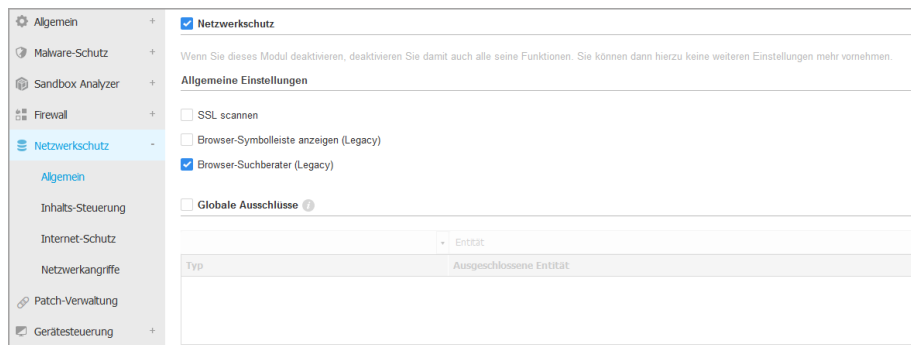 Allgemein +
Malware-Schutz +
Sandbox Analyzer +
Firewall +
Netzwerkschutz -
Allgemein
Inhalts-Steuerung
Internet-Schutz
Netzwerkangriffe
Patch-Verwaltung
Gerätesteuerung +
Netzwerkschutz
Wenn Sie dieses Modul deaktivieren, deaktivieren Sie damit auch alle seine Funktionen. Sie können dann hierzu keine weiteren Einstellungen mehr vornehmen.
Allgemeine Einstellungen
SSL scannen
Browser-Symbolleiste anzeigen (Legacy)
Browser-Suchberater (Legacy)
Globale Ausschlüsse i
Entität
Typ Ausgeschlossene Entität